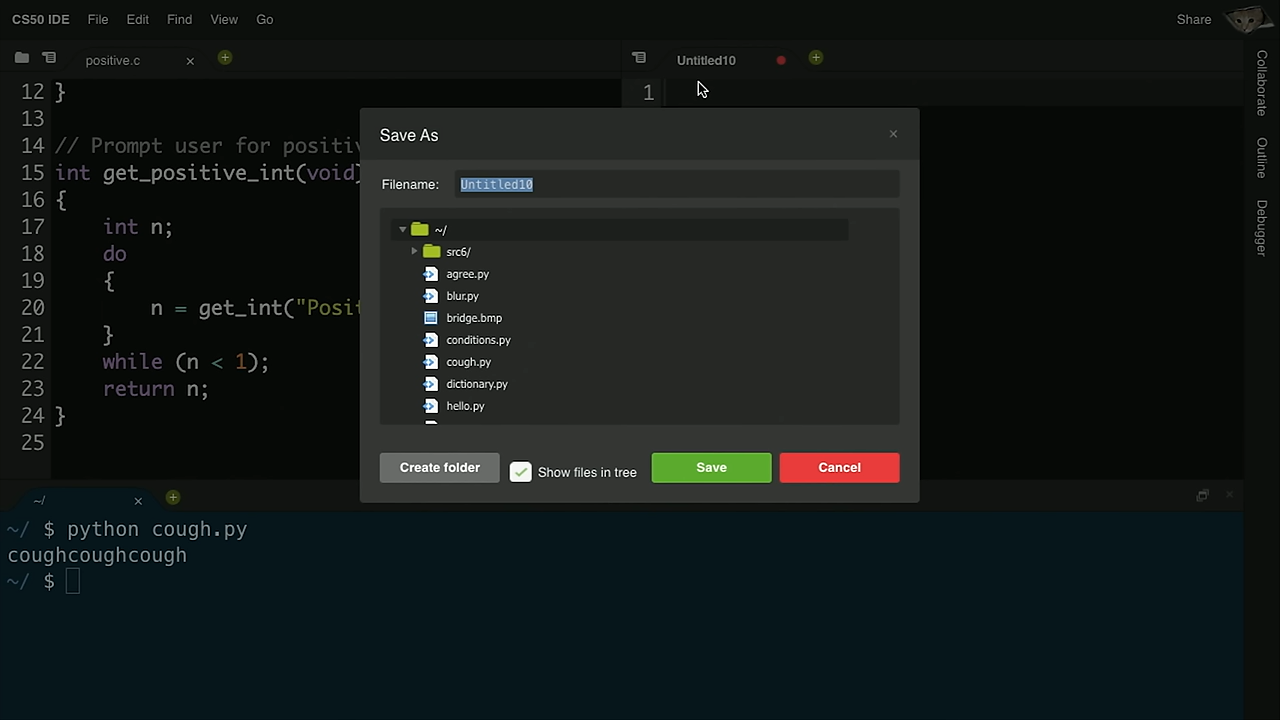 CS50 IDE File Edit Find View Go Share
positive.c
Untitled10
12 }
13
14 // Prompt user for positiv
15 int get_positive_int(void)
16 {
17 int n;
18 do
19 {
20 n = get_int("Posit
21 }
22 while (n < 1);
23 return n;
24 }
25
1
Save As
Filename: Untitled10
~/
src6/
agree.py
blur.py
bridge.bmp
conditions.py
cough.py
dictionary.py
hello.py
Create folder
Show files in tree
Save
Cancel
Collaborate
Outline
Debugger
~/
~/ $ python cough.py
coughcoughcough
~/ $